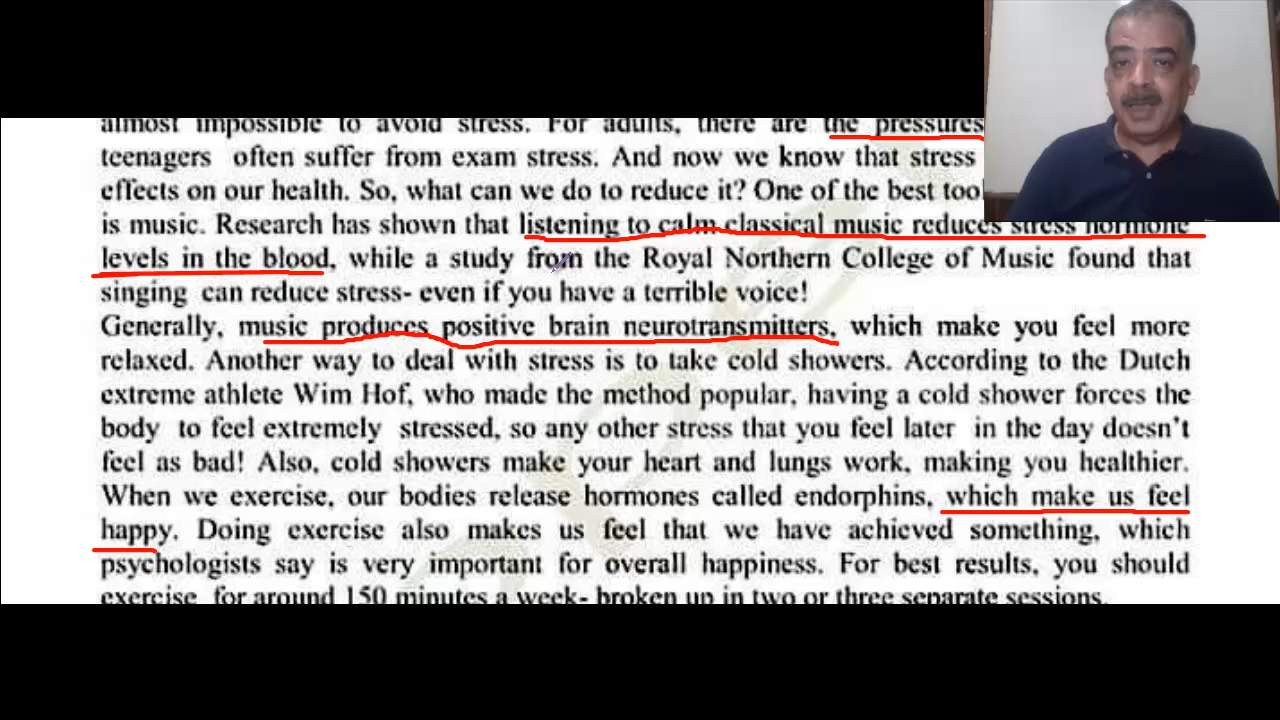 almost impossible to avoid stress. For adults, there are the pressures
teenagers often suffer from exam stress. And now we know that stress
effects on our health. So, what can we do to reduce it? One of the best
is music. Research has shown that listening to calm classical music reduces stress hormone
levels in the blood, while a study from the Royal Northern College of Music found that
singing can reduce stress- even if you have a terrible voice!
Generally, music produces positive brain neurotransmitters, which make you feel more
relaxed. Another way to deal with stress is to take cold showers. According to the Dutch
extreme athlete Wim Hof, who made the method popular, having a cold shower forces the
body to feel extremely stressed, so any other stress that you feel later in the day doesn't
feel as bad! Also, cold showers make your heart and lungs work, making you healthier.
When we exercise, our bodies release hormones called endorphins, which make us feel
happy. Doing exercise also makes us feel that we have achieved something, which
psychologists say is very important for overall happiness. For best results, you should
exercise for around 150 minutes a week- broken up in two or three separate sessions.